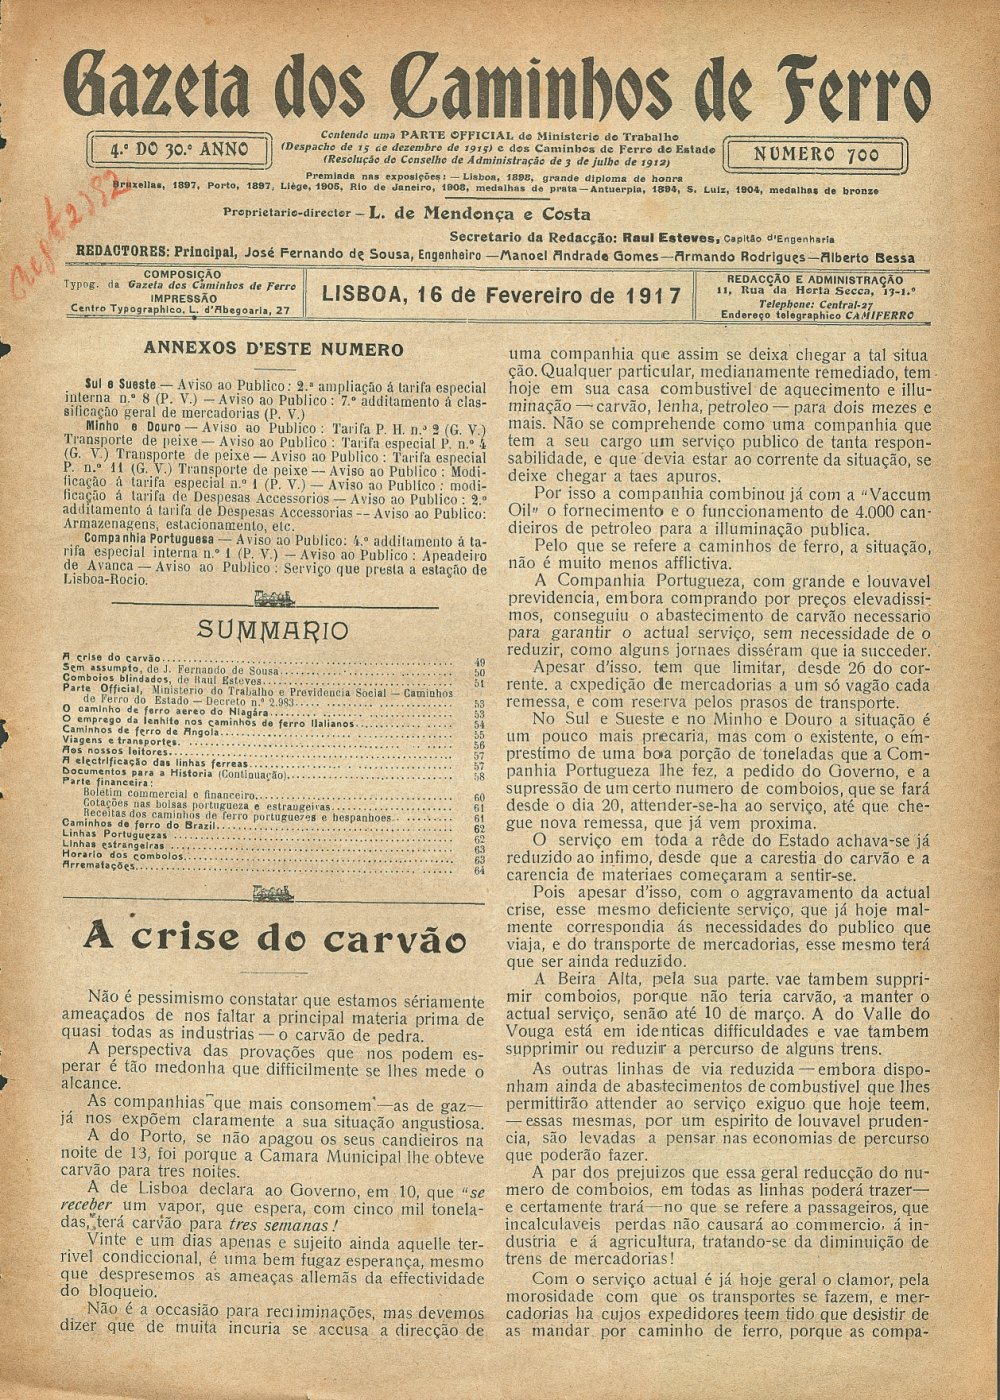 Gazeta dos Caminhos de Ferro
4.º DO 30.º ANNO
Contendo uma PARTE OFFICIAL do Ministerio do Trabalho
(Despacho de 15 de dezembro de 1915) e dos Caminhos de Ferro do Estado
(Resolução do Conselho de Administração de 3 de julho de 1912)
NUMERO 700
Premiada nas exposições: — Lisboa, 1898, grande diploma de honra
Bruxellas, 1897, Porto, 1897, Liège, 1905, Rio de Janeiro, 1908, medalhas de prata — Antuerpia, 1894, S. Luiz, 1904, medalhas de bronze
Proprietario-director — L. de Mendonça e Costa
Secretario da Redacção: Raul Esteves, Capitão d'Engenharia
REDACTORES: Principal, José Fernando de Sousa, Engenheiro — Manoel Andrade Gomes — Armando Rodrigues — Alberto Bessa
COMPOSIÇÃO
Typog. da Gazeta dos Caminhos de Ferro
IMPRESSÃO
Centro Typographico, L. d'Abegoaria, 27
LISBOA, 16 de Fevereiro de 1917
REDACÇÃO E ADMINISTRAÇÃO
11, Rua da Horta Secca, 13-1.º
Telephone: Central-27
Endereço telegraphico CAMIFERRO
ANNEXOS D'ESTE NUMERO
Sul e Sueste — Aviso ao Publico: 2.ª ampliação á tarifa especial
interna n.º 8 (P. V.) — Aviso ao Publico: 7.º additamento á clas-
sificação geral de mercadorias (P. V.)
Minho e Douro — Aviso ao Publico: Tarifa P. H. n.º 2 (G. V.)
Transporte de peixe — Aviso ao Publico: Tarifa especial P. n.º 4
(G. V.) Transporte de peixe — Aviso ao Publico: Tarifa especial
P. n.º 11 (G. V.) Transporte de peixe — Aviso ao Publico: Modi-
ficação á tarifa especial n.º 1 (P. V.) — Aviso ao Publico: modi-
ficação á tarifa de Despesas Accessorios — Aviso ao Publico: 2.º
additamento á tarifa de Despesas Accessorias — Aviso ao Publico:
Armazenagens, estacionamento, etc.
Companhia Portuguesa — Aviso ao Publico: 4.º additamento á ta-
rifa especial interna n.º 1 (P. V.) — Aviso ao Publico: Apeadeiro
de Avanca — Aviso ao Publico: Serviço que presta a estação de
Lisboa-Rocio.
SUMMARIO
A crise do carvão 49
Sem assumpto, de J. Fernando de Sousa 50
Comboios blindados, de Raul Esteves 51
Parte Official, Ministerio do Trabalho e Previdencia Social — Caminhos
de Ferro do Estado — Decreto n.º 2.983 53
O caminho de ferro aereo do Niagára 53
O emprego da lenhite nos caminhos de ferro italianos 54
Caminhos de ferro de Angola 55
Viagens e transportes 56
Aos nossos leitores 57
A electrificação das linhas ferreas 57
Documentos para a Historia (Continuação) 58
Parte financeira:
Boletim commercial e financeiro 60
Cotações nas bolsas portugueza e estrangeiras 61
Receitas dos caminhos de ferro portuguezes e hespanhoes 61
Caminhos de ferro do Brazil 62
Linhas Portuguezas 62
Linhas estrangeiras 63
Horario dos comboios 63
Arrematações 64
A crise do carvão
Não é pessimismo constatar que estamos sériamente
ameaçados de nos faltar a principal materia prima de
quasi todas as industrias — o carvão de pedra.
A perspectiva das provações que nos podem es-
perar é tão medonha que difficilmente se lhes mede o
alcance.
As companhias que mais consomem — as de gaz —
já nos expõem claramente a sua situação angustiosa.
A do Porto, se não apagou os seus candieiros na
noite de 13, foi porque a Camara Municipal lhe obteve
carvão para tres noites.
A de Lisboa declara ao Governo, em 10, que "se
receber um vapor, que espera, com cinco mil tonela-
das, terá carvão para tres semanas!
Vinte e um dias apenas e sujeito ainda aquelle ter-
rivel condiccional, é uma bem fugaz esperança, mesmo
que despresemos as ameaças allemãs da effectividade
do bloqueio.
Não é a occasião para recriminações, mas devemos
dizer que de muita incuria se accusa a direcção de
uma companhia que assim se deixa chegar a tal situa
ção. Qualquer particular, medianamente remediado, tem
hoje em sua casa combustivel de aquecimento e illu-
minação — carvão, lenha, petroleo — para dois mezes e
mais. Não se comprehende como uma companhia que
tem a seu cargo um serviço publico de tanta respon-
sabilidade, e que devia estar ao corrente da situação, se
deixe chegar a taes apuros.
Por isso a companhia combinou já com a "Vaccum
Oil" o fornecimento e o funccionamento de 4.000 can-
dieiros de petroleo para a illuminação publica.
Pelo que se refere a caminhos de ferro, a situação,
não é muito menos afflictiva.
A Companhia Portugueza, com grande e louvavel
previdencia, embora comprando por preços elevadissi-
mos, conseguiu o abastecimento de carvão necessario
para garantir o actual serviço, sem necessidade de o
reduzir, como alguns jornaes disséram que ia succeder.
Apesar d'isso, tem que limitar, desde 26 do cor-
rente, a expedição de mercadorias a um só vagão cada
remessa, e com reserva pelos prasos de transporte.
No Sul e Sueste e no Minho e Douro a situação é
um pouco mais precaria, mas com o existente, o em-
prestimo de uma boa porção de toneladas que a Com-
panhia Portugueza lhe fez, a pedido do Governo, e a
supressão de um certo numero de comboios, que se fará
desde o dia 20, attender-se-ha ao serviço, até que che-
gue nova remessa, que já vem proxima.
O serviço em toda a rêde do Estado achava-se já
reduzido ao infimo, desde que a carestia do carvão e a
carencia de materiaes começaram a sentir-se.
Pois apesar d'isso, com o aggravamento da actual
crise, esse mesmo deficiente serviço, que já hoje mal-
mente correspondia ás necessidades do publico que
viaja, e do transporte de mercadorias, esse mesmo terá
que ser ainda reduzido.
A Beira Alta, pela sua parte. vae tambem suppri-
mir comboios, porque não teria carvão, a manter o
actual serviço, senão até 10 de março. A do Valle do
Vouga está em identicas difficuldades e vae tambem
supprimir ou reduzir a percurso de alguns trens.
As outras linhas de via reduzida — embora dispo-
nham ainda de abastecimentos de combustivel que lhes
permittirão attender ao serviço exiguo que hoje teem,
— essas mesmas, por um espirito de louvavel pruden-
cia, são levadas a pensar nas economias de percurso
que poderão fazer.
A par dos prejuizos que essa geral reducção do nu-
mero de comboios, em todas as linhas poderá trazer—
e certamente trará — no que se refere a passageiros, que
incalculaveis perdas não causará ao commercio, á in-
dustria e á agricultura, tratando-se da diminuição de
trens de mercadorias!
Com o serviço actual é já hoje geral o clamor, pela
morosidade com que os transportes se fazem, e mer-
cadorias ha cujos expedidores teem tido que desistir de
as mandar por caminho de ferro, porque as compa-